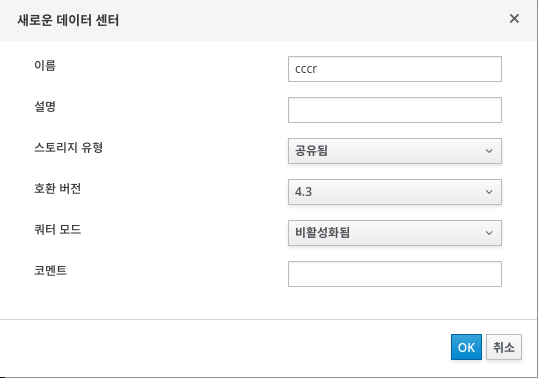 새로운 데이터 센터
이름 cccr
설명
스토리지 유형 공유됨
호환 버전 4.3
쿼터 모드 비활성화됨
코멘트
OK 취소